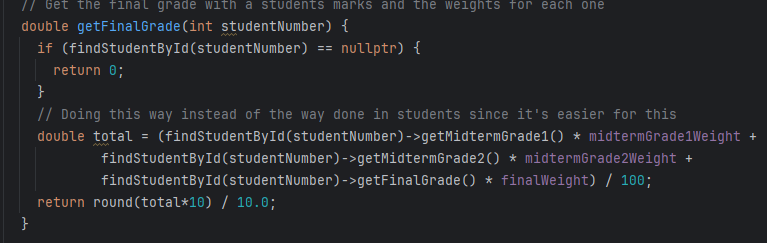 // Get the final grade with a students marks and the weights for each one
double getFinalGrade(int studentNumber) {
if (findStudentById(studentNumber) == nullptr) {
return 0;
}
// Doing this way instead of the way done in students since it's easier for this
double total = (findStudentById(studentNumber)->getMidtermGrade1() * midtermGrade1Weight +
findStudentById(studentNumber)->getMidtermGrade2() * midtermGrade2Weight +
findStudentById(studentNumber)->getFinalGrade() * finalWeight) / 100;
return round(total*10) / 10.0;
}